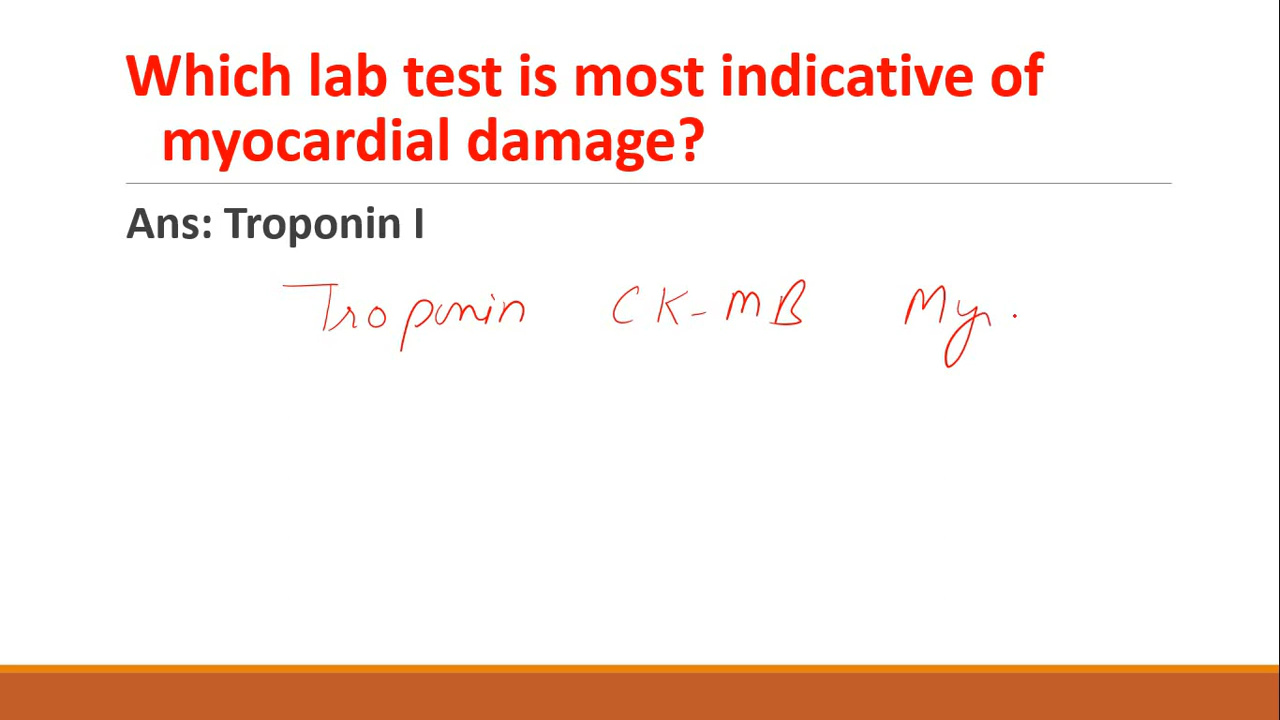 Which lab test is most indicative of
myocardial damage?
Ans: Troponin I
Troponin CK-MB My.